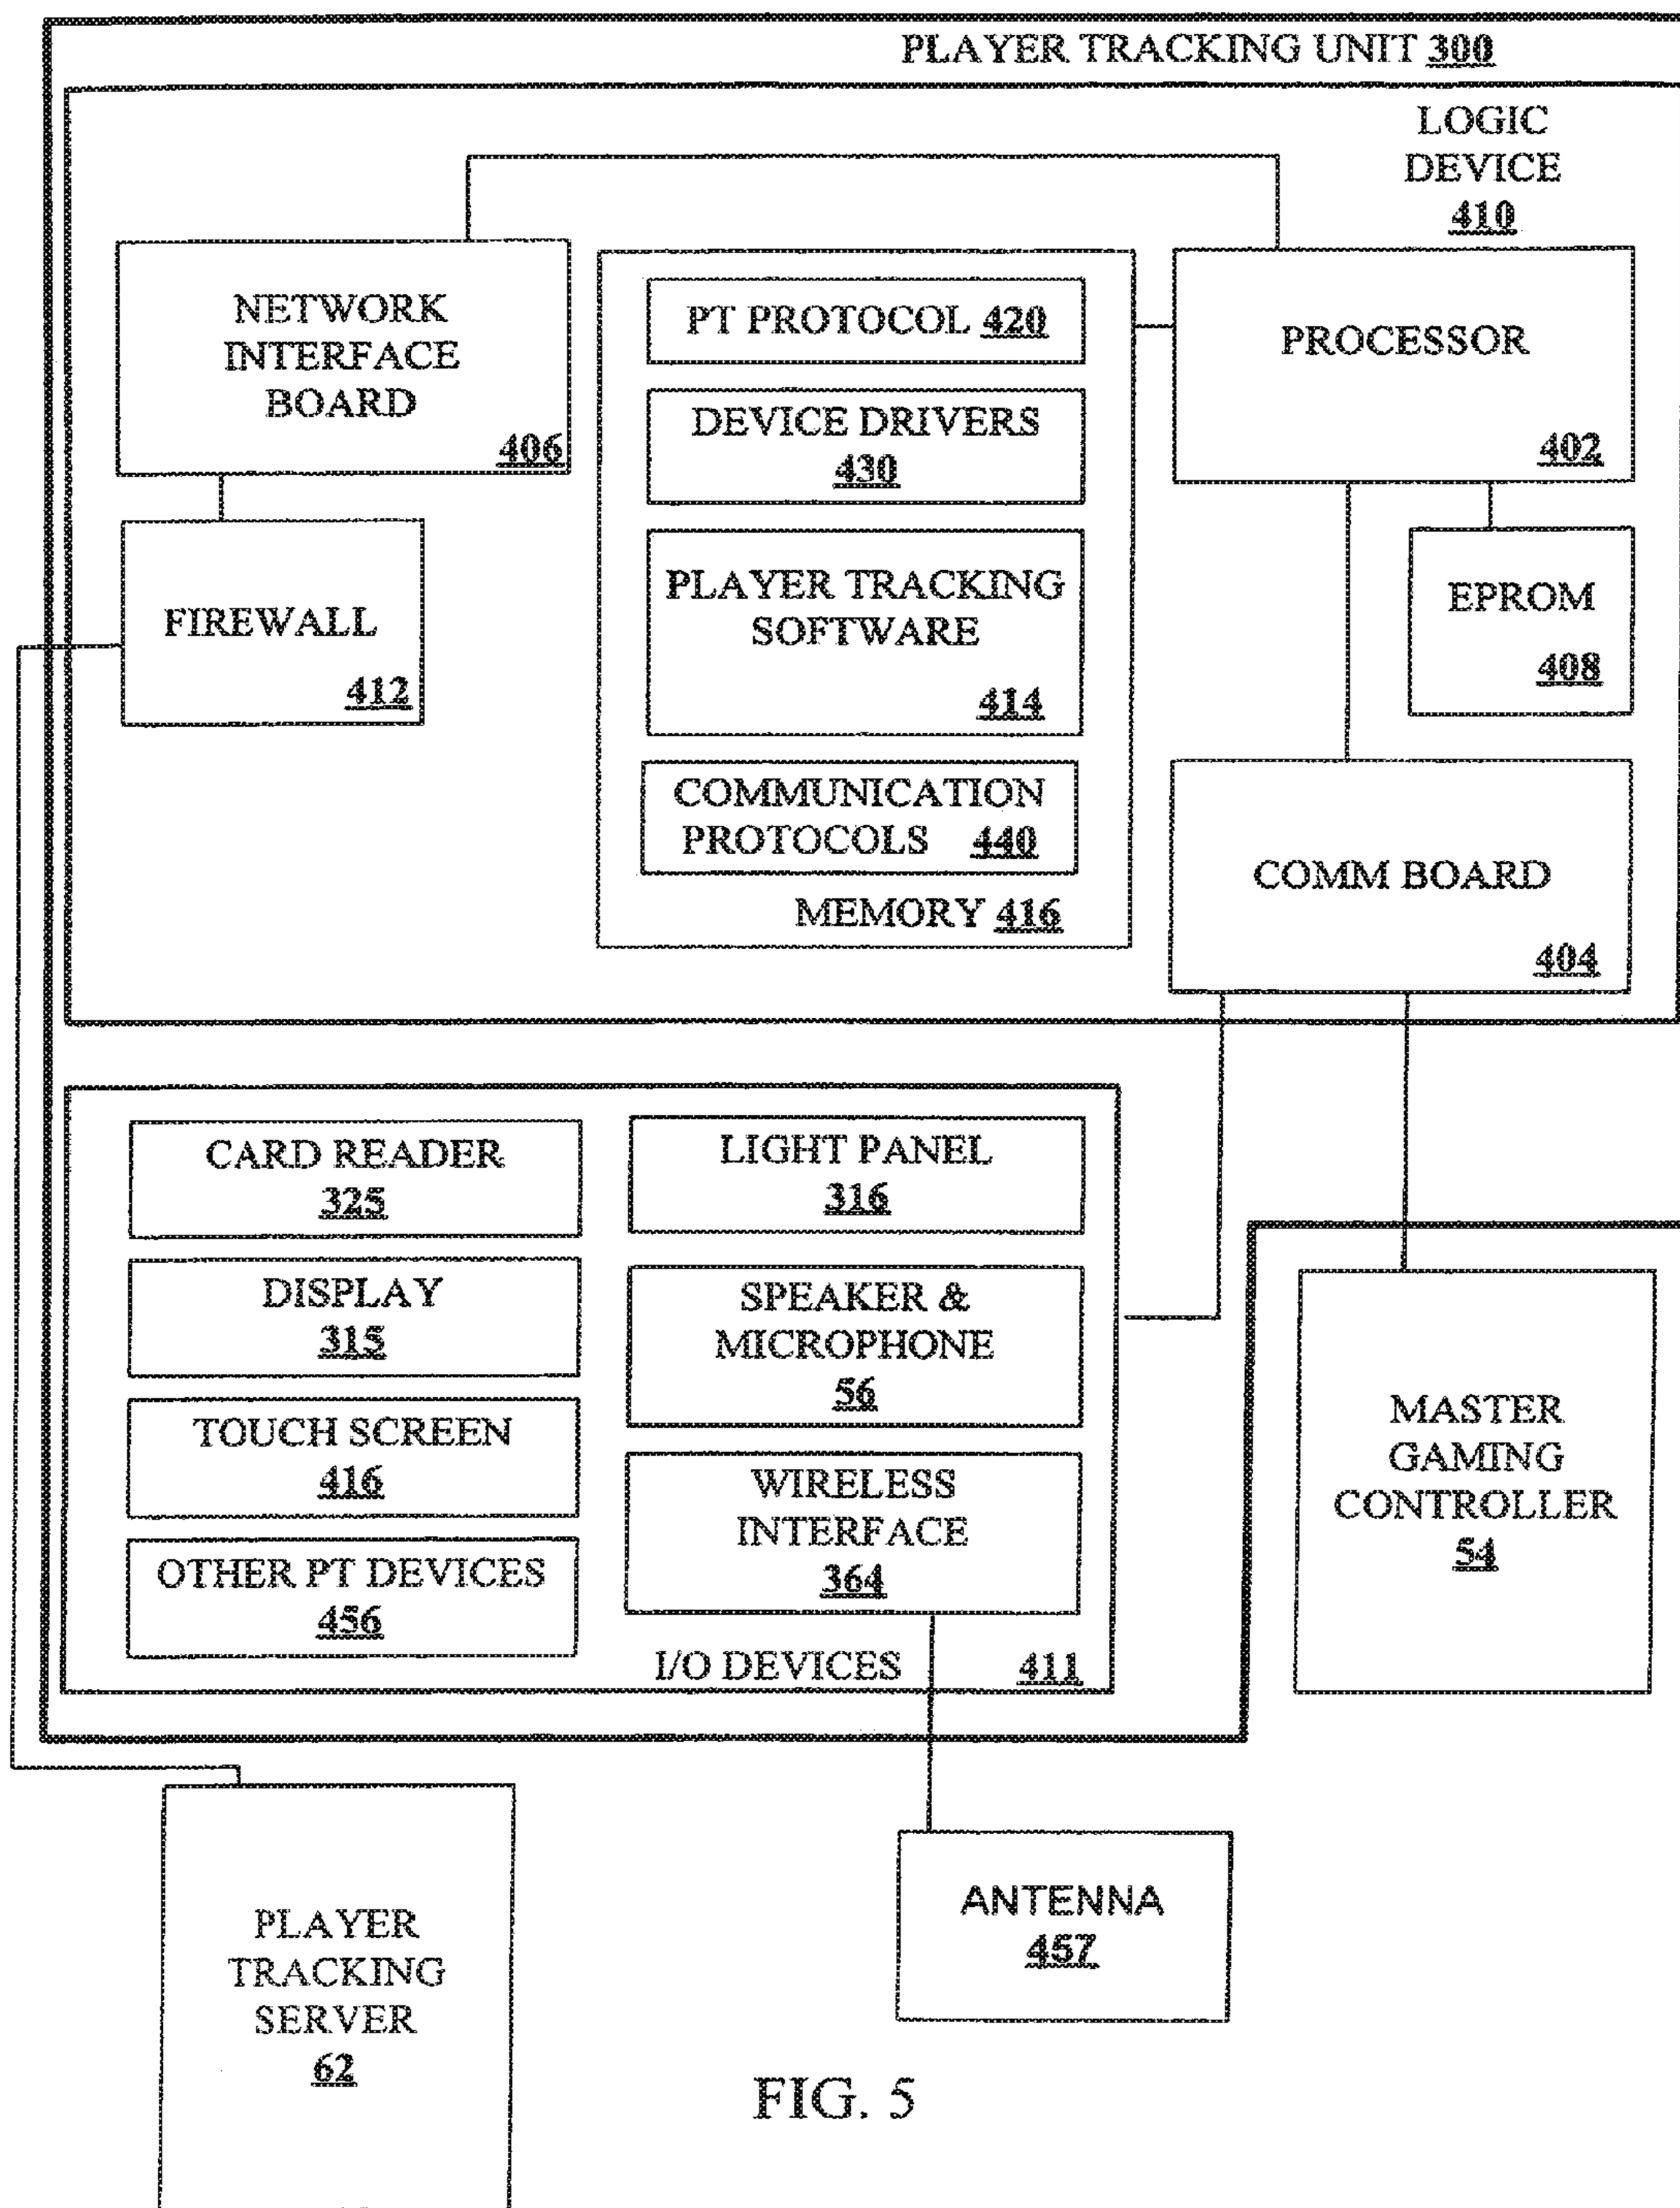 PLAYER TRACKING UNIT 300
LOGIC
DEVICE
410
NETWORK
INTERFACE
BOARD
406
PT PROTOCOL 420
DEVICE DRIVERS
430
PLAYER TRACKING
SOFTWARE
414
COMMUNICATION
PROTOCOLS 440
MEMORY 416
PROCESSOR
402
FIREWALL
412
EPROM
408
COMM BOARD
404
CARD READER
325
DISPLAY
315
TOUCH SCREEN
416
OTHER PT DEVICES
456
LIGHT PANEL
316
SPEAKER &
MICROPHONE
56
WIRELESS
INTERFACE
364
I/O DEVICES 411
MASTER
GAMING
CONTROLLER
54
PLAYER
TRACKING
SERVER
62
ANTENNA
457
FIG. 5